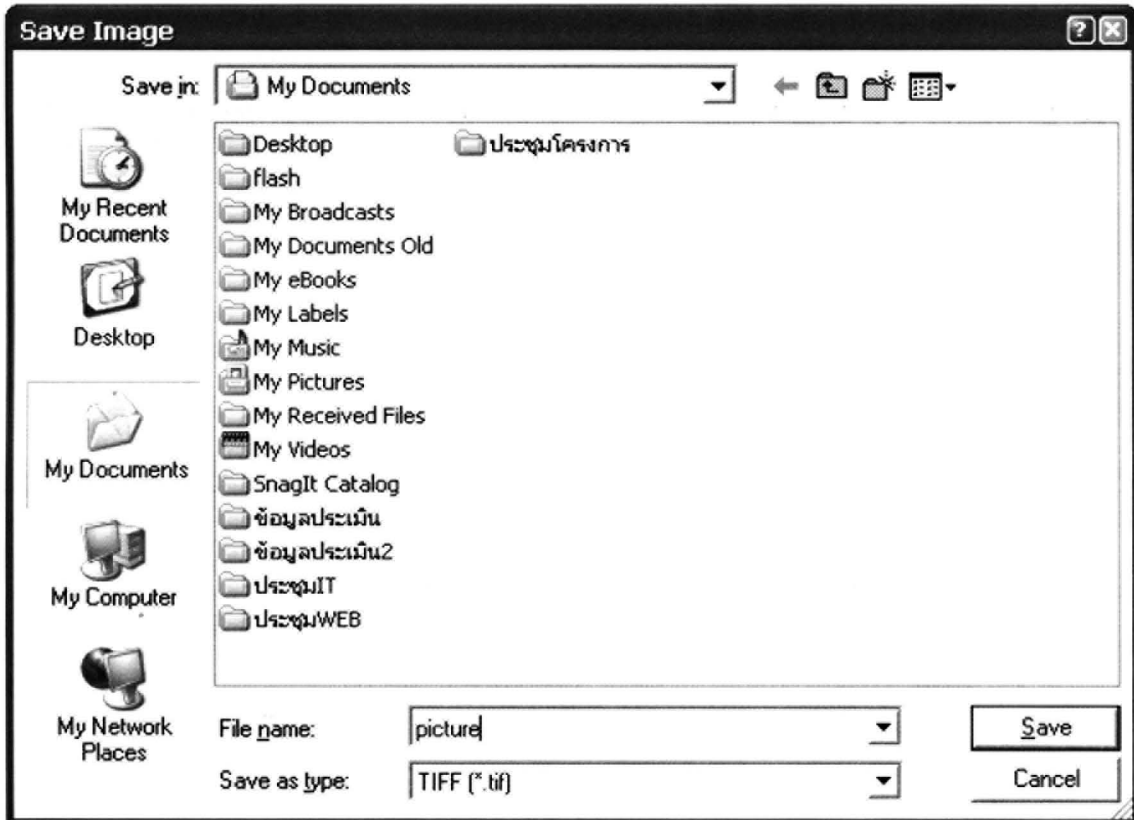 Save Image
Save in: My Documents
My Recent
Documents
Desktop
My Documents
My Computer
My Network
Places
Desktop
flash
My Broadcasts
My Documents Old
My eBooks
My Labels
My Music
My Pictures
My Received Files
My Videos
SnagIt Catalog
ข้อมูลประเมิน
ข้อมูลประเมิน2
ประชุมIT
ประชุมWEB
ประชุมโครงการ
File name: picture
Save
Save as type: TIFF (*.tif)
Cancel